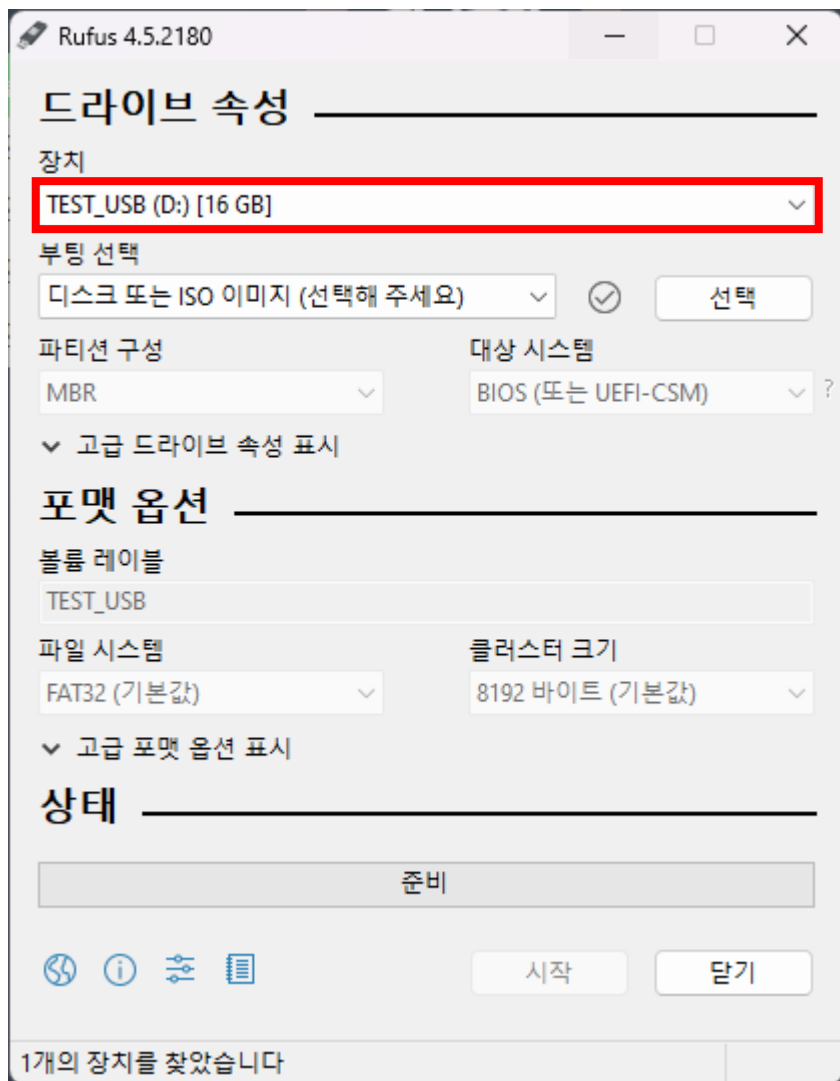 Rufus 4.5.2180
드라이브 속성
장치
TEST_USB (D:) [16 GB]
부팅 선택
디스크 또는 ISO 이미지 (선택해 주세요)
선택
파티션 구성
대상 시스템
MBR
BIOS (또는 UEFI-CSM)
?
고급 드라이브 속성 표시
포맷 옵션
볼륨 레이블
TEST_USB
파일 시스템
클러스터 크기
FAT32 (기본값)
8192 바이트 (기본값)
고급 포맷 옵션 표시
상태
준비
시작
닫기
1개의 장치를 찾았습니다